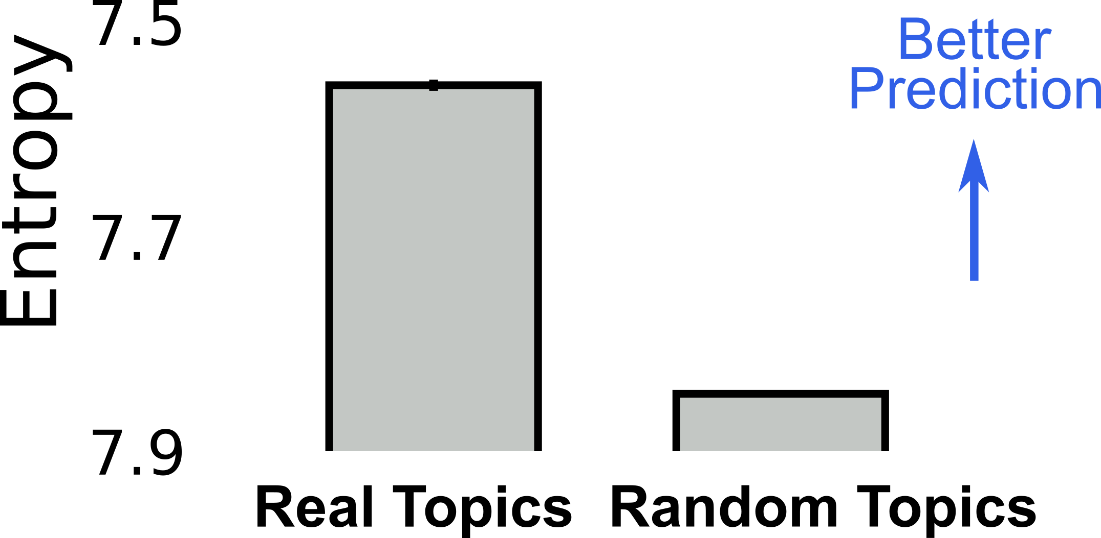 Entropy
7.5
7.7
7.9
Better
Prediction
Real Topics
Random Topics